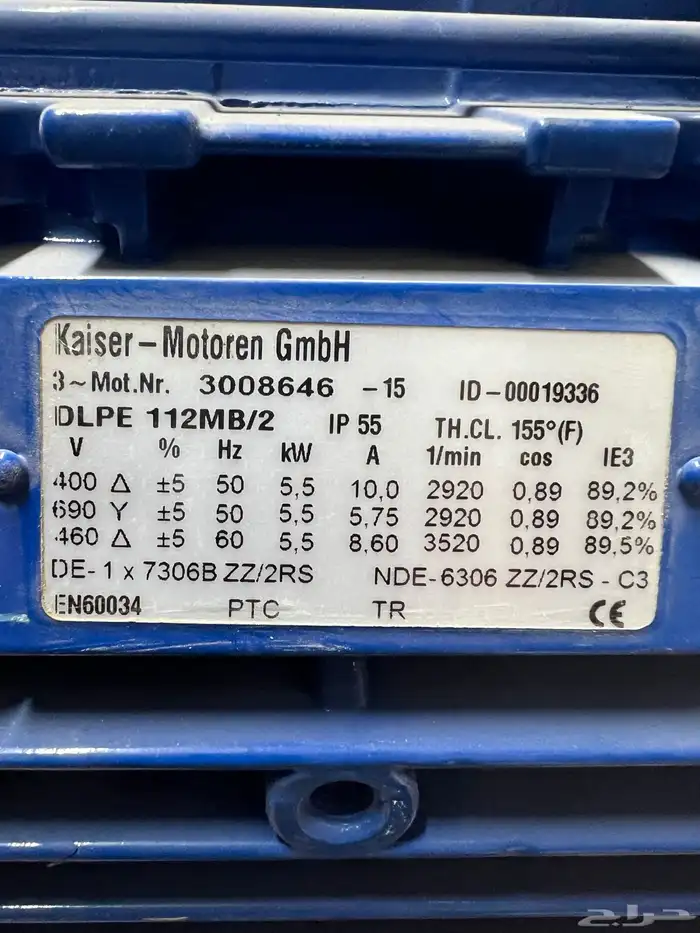 Kaiser-Motoren GmbH
3~Mot.Nr. 3008646 -15 ID-00019336
DLPE 112MB/2 IP 55 TH.CL. 155°(F)
V % Hz kW A 1/min cos IE3
400 Δ ±5 50 5,5 10,0 2920 0,89 89,2%
690 Y ±5 50 5,5 5,75 2920 0,89 89,2%
460 Δ ±5 60 5,5 8,60 3520 0,89 89,5%
DE-1 x 7306B ZZ/2RS NDE-6306 ZZ/2RS - C3
EN60034 PTC TR CE
حراج